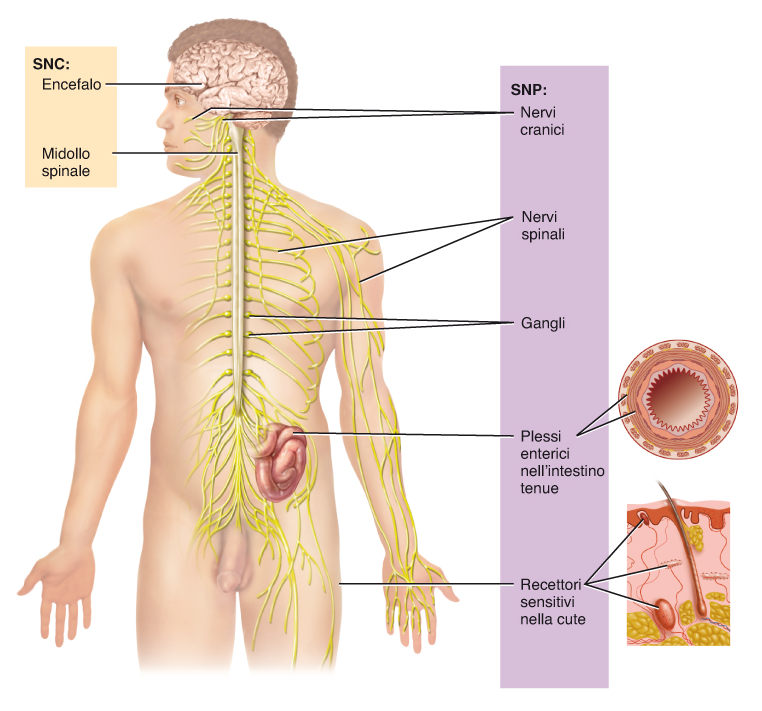 SNC:
Encefalo
Midollo
spinale
SNP:
Nervi
cranici
Nervi
spinali
Gangli
Plessi
enterici
nell'intestino
tenue
Recettori
sensitivi
nella cute